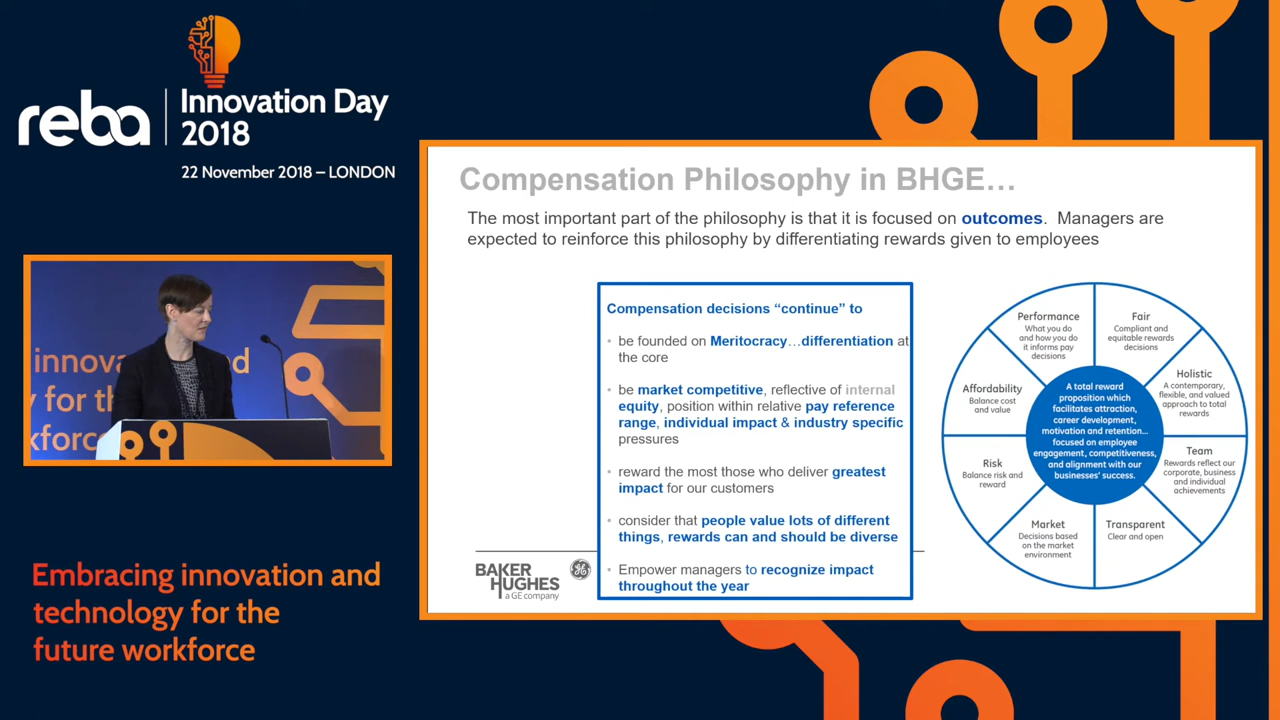 reba
Innovation Day
2018
22 November 2018 – LONDON
Embracing innovation and
technology for the
future workforce
Compensation Philosophy in BHGE…
The most important part of the philosophy is that it is focused on outcomes. Managers are
expected to reinforce this philosophy by differentiating rewards given to employees
Compensation decisions “continue” to
• be founded on Meritocracy…differentiation at
the core
• be market competitive, reflective of internal
equity, position within relative pay reference
range, individual impact & industry specific
pressures
• reward the most those who deliver greatest
impact for our customers
• consider that people value lots of different
things, rewards can and should be diverse
• Empower managers to recognize impact
throughout the year
BAKER
HUGHES
a GE company
Performance
What you do
and how you do
it informs pay
decisions
Fair
Compliant and
equitable rewards
decisions
Holistic
A contemporary,
flexible, and valued
approach to total
rewards
Team
Rewards reflect our
corporate, business
and individual
achievements
Transparent
Clear and open
Market
Decisions based
on the market
environment
Risk
Balance risk and
reward
Affordability
Balance cost
and value
A total reward
proposition which
facilitates attraction,
career development,
motivation and retention...
focused on employee
engagement, competitiveness,
and alignment with our
businesses' success.
innova
d
y for th
kforc